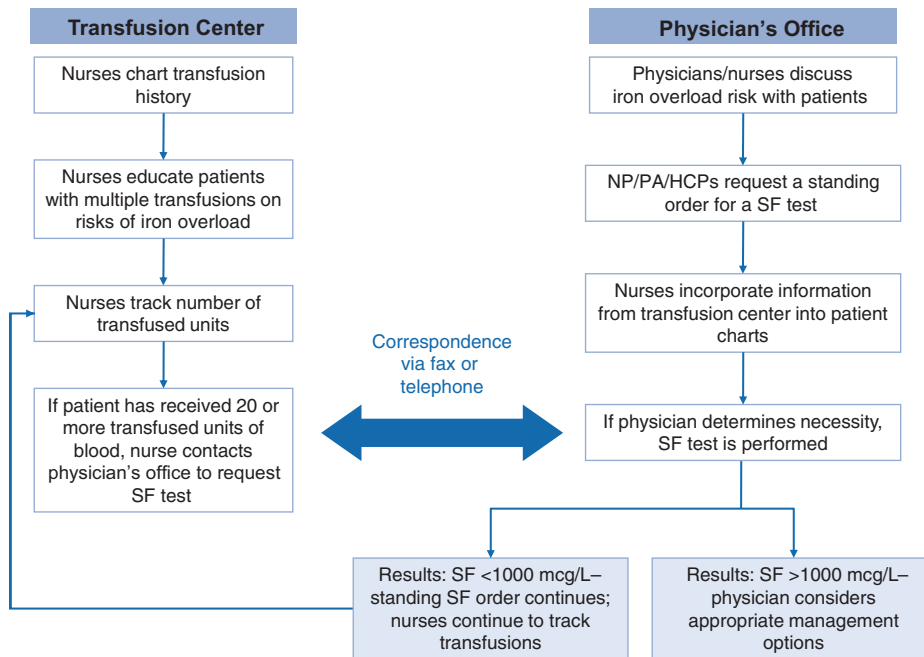 Transfusion Center
Nurses chart transfusion
history
Nurses educate patients
with multiple transfusions on
risks of iron overload
Nurses track number of
transfused units
If patient has received 20 or
more transfused units of
blood, nurse contacts
physician's office to request
SF test
Correspondence
via fax or
telephone
Physician's Office
Physicians/nurses discuss
iron overload risk with patients
NP/PA/HCPs request a standing
order for a SF test
Nurses incorporate information
from transfusion center into patient
charts
If physician determines necessity,
SF test is performed
Results: SF <1000 mcg/L–
standing SF order continues;
nurses continue to track
transfusions
Results: SF >1000 mcg/L–
physician considers
appropriate management
options